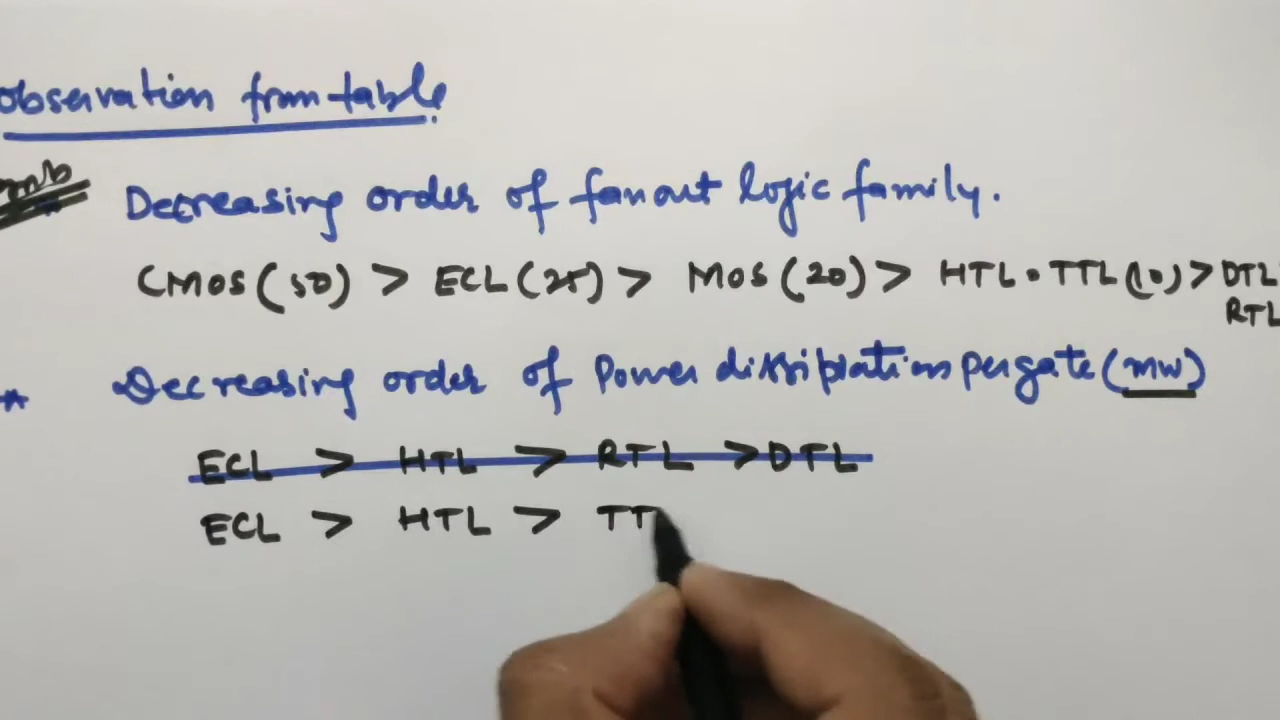 observation from table
Decreasing order of fanout logic family.
CMOS (50) > ECL (25) > MOS (20) > HTL = TTL (10) > DTL
RTL
* Decreasing order of Power dissipation per gate (mw)
ECL > HTL > RTL > DTL
ECL > HTL > TT